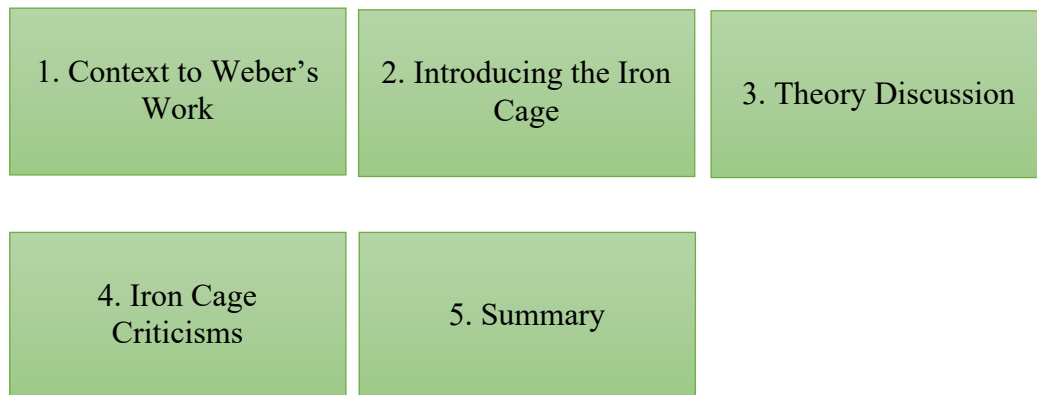 1. Context to Weber’s
Work
2. Introducing the Iron
Cage
3. Theory Discussion
4. Iron Cage
Criticisms
5. Summary